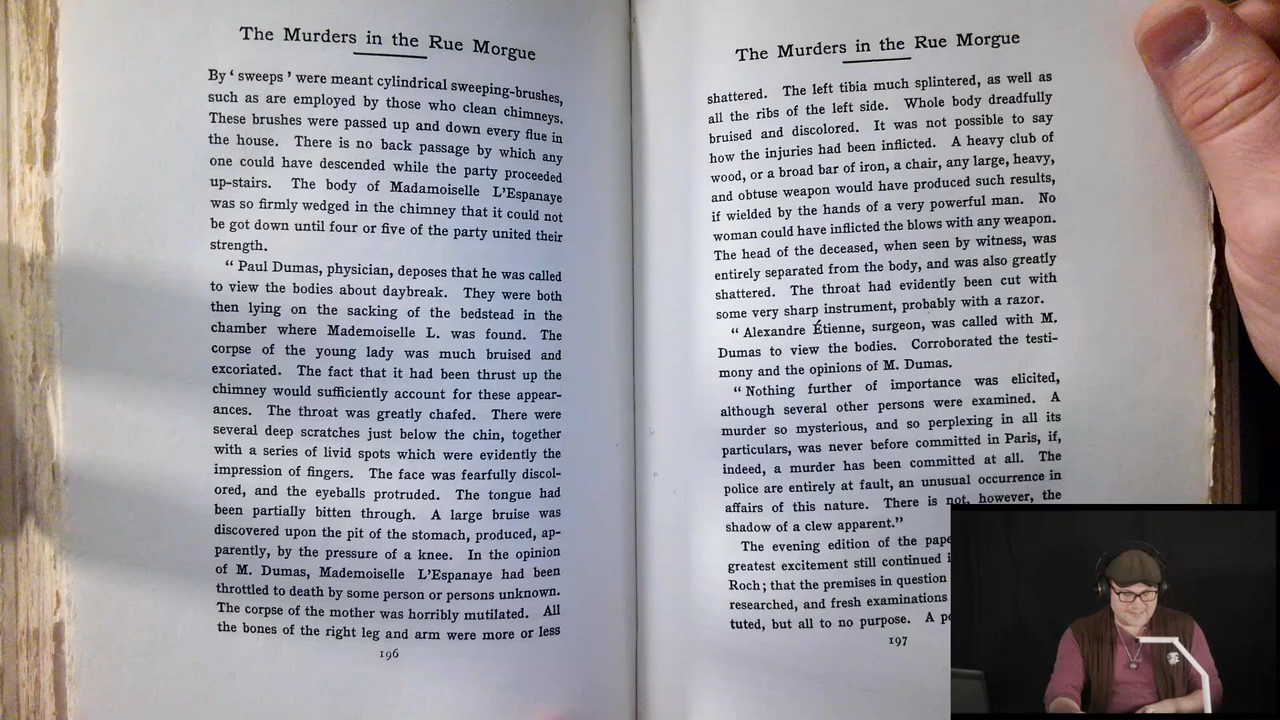 The Murders in the Rue Morgue
By ‘ sweeps ’ were meant cylindrical sweeping-brushes,
such as are employed by those who clean chimneys.
These brushes were passed up and down every flue in
the house. There is no back passage by which any
one could have descended while the party proceeded
up-stairs. The body of Madamoiselle L’Espanaye
was so firmly wedged in the chimney that it could not
be got down until four or five of the party united their
strength.
“ Paul Dumas, physician, deposes that he was called
to view the bodies about daybreak. They were both
then lying on the sacking of the bedstead in the
chamber where Mademoiselle L. was found. The
corpse of the young lady was much bruised and
excoriated. The fact that it had been thrust up the
chimney would sufficiently account for these appear-
ances. The throat was greatly chafed. There were
several deep scratches just below the chin, together
with a series of livid spots which were evidently the
impression of fingers. The face was fearfully discol-
ored, and the eyeballs protruded. The tongue had
been partially bitten through. A large bruise was
discovered upon the pit of the stomach, produced, ap-
parently, by the pressure of a knee. In the opinion
of M. Dumas, Mademoiselle L’Espanaye had been
throttled to death by some person or persons unknown.
The corpse of the mother was horribly mutilated. All
the bones of the right leg and arm were more or less
196
The Murders in the Rue Morgue
shattered. The left tibia much splintered, as well as
all the ribs of the left side. Whole body dreadfully
bruised and discolored. It was not possible to say
how the injuries had been inflicted. A heavy club of
wood, or a broad bar of iron, a chair, any large, heavy,
and obtuse weapon would have produced such results,
if wielded by the hands of a very powerful man. No
woman could have inflicted the blows with any weapon.
The head of the deceased, when seen by witness, was
entirely separated from the body, and was also greatly
shattered. The throat had evidently been cut with
some very sharp instrument, probably with a razor.
“ Alexandre Étienne, surgeon, was called with M.
Dumas to view the bodies. Corroborated the testi-
mony and the opinions of M. Dumas.
“ Nothing further of importance was elicited,
although several other persons were examined. A
murder so mysterious, and so perplexing in all its
particulars, was never before committed in Paris, if,
indeed, a murder has been committed at all. The
police are entirely at fault, an unusual occurrence in
affairs of this nature. There is not, however, the
shadow of a clew apparent.”
The evening edition of the
greatest excitement still continued
Roch; that the premises in question
researched, and fresh examinations
tuted, but all to no purpose. A
197